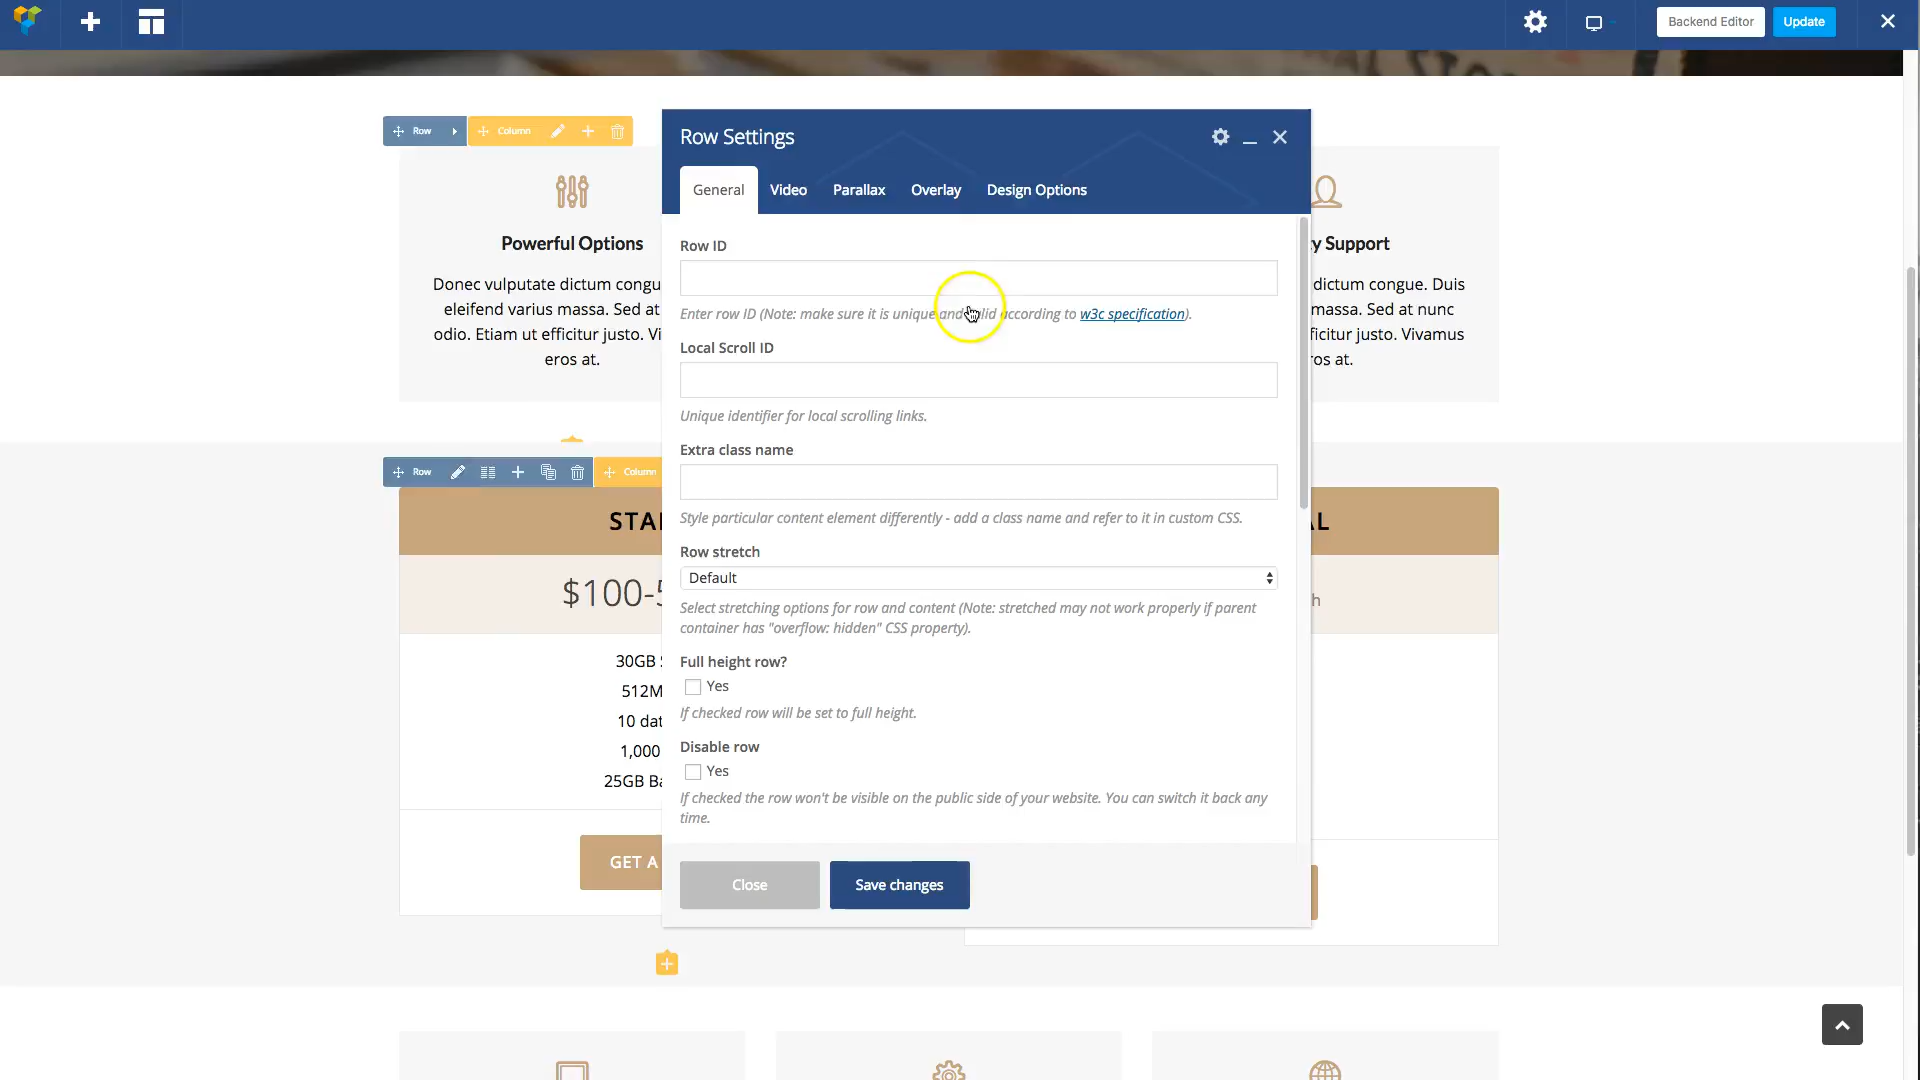 Backend Editor
Update
Row
Column
Powerful Options
Donec vulputate dictum congu
eleifend varius massa. Sed at
odio. Etiam ut efficitur justo. Vi
eros at.
Row Settings
General
Video
Parallax
Overlay
Design Options
Row ID
Enter row ID (Note: make sure it is unique and valid according to w3c specification).
Local Scroll ID
Unique identifier for local scrolling links.
Extra class name
Style particular content element differently - add a class name and refer to it in custom CSS.
Row stretch
Default
Select stretching options for row and content (Note: stretched may not work properly if parent
container has "overflow: hidden" CSS property).
Full height row?
Yes
If checked row will be set to full height.
Disable row
Yes
If checked the row won't be visible on the public side of your website. You can switch it back any
time.
Close
Save changes
y Support
dictum congue. Duis
massa. Sed at nunc
ficitur justo. Vivamus
ros at.
Row
Column
STA
$100-
30GB
512M
10 dat
1,000
25GB Ba
GET A
AL
h